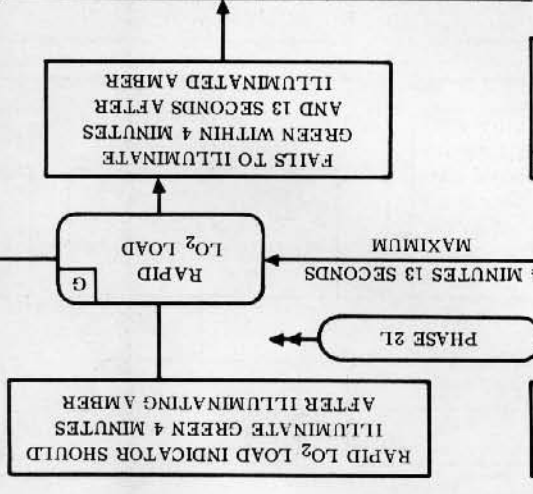 RAPID LO₂ LOAD INDICATOR SHOULD
ILLUMINATE GREEN 4 MINUTES
AFTER ILLUMINATING AMBER
PHASE 2L
MINUTES 13 SECONDS
MAXIMUM
G
RAPID
LO₂ LOAD
FAILS TO ILLUMINATE
GREEN WITHIN 4 MINUTES
AND 13 SECONDS AFTER
ILLUMINATED AMBER